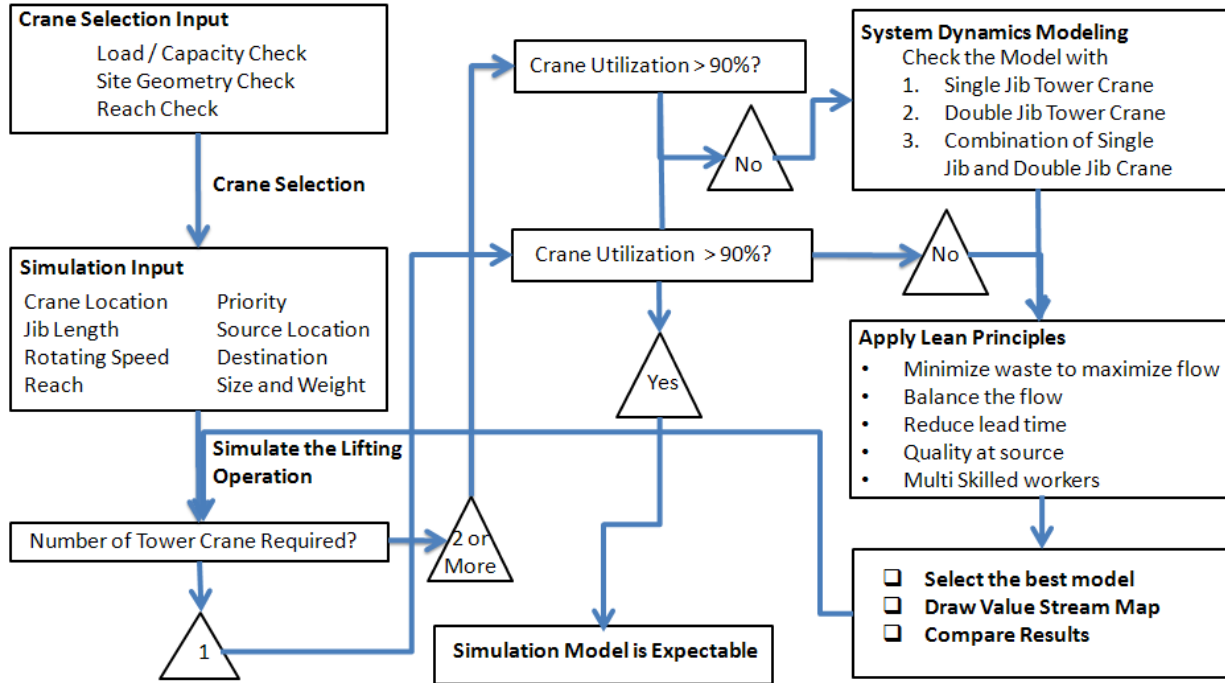 Crane Selection Input
Load / Capacity Check
Site Geometry Check
Reach Check
Crane Selection
Simulation Input
Crane Location
Jib Length
Rotating Speed
Reach
Priority
Source Location
Destination
Size and Weight
Simulate the Lifting
Operation
Number of Tower Crane Required?
1
2 or
More
Crane Utilization > 90%?
No
Crane Utilization > 90%?
No
Yes
Simulation Model is Expectable
System Dynamics Modeling
Check the Model with
1. Single Jib Tower Crane
2. Double Jib Tower Crane
3. Combination of Single
Jib and Double Jib Crane
Apply Lean Principles
• Minimize waste to maximize flow
• Balance the flow
• Reduce lead time
• Quality at source
• Multi Skilled workers
❑ Select the best model
❑ Draw Value Stream Map
❑ Compare Results